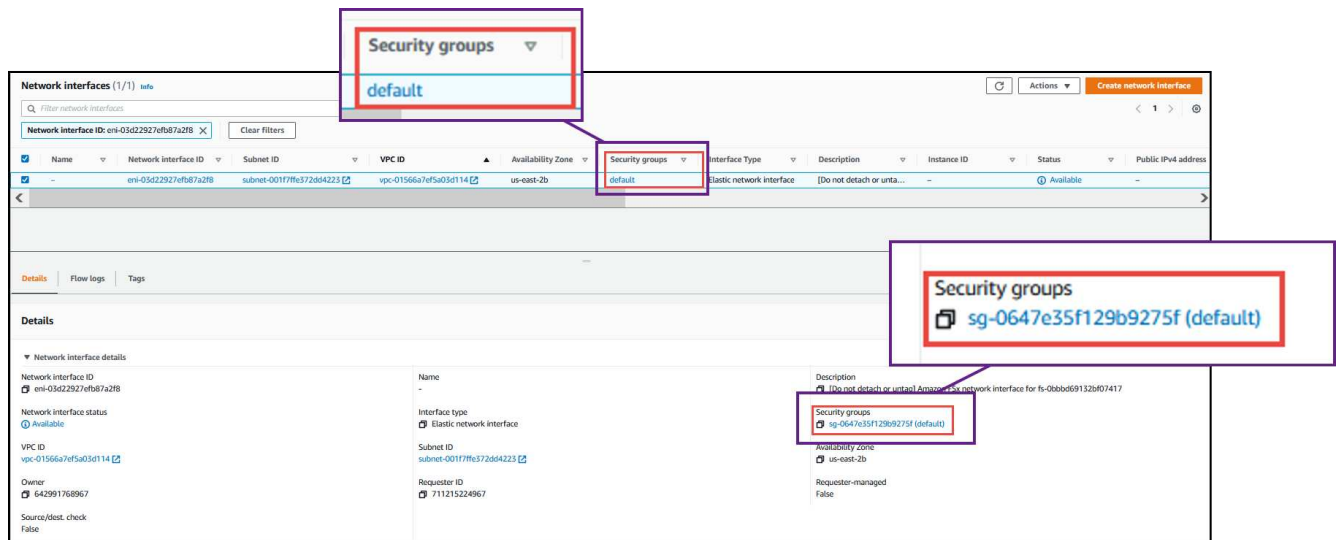 Security groups
default
Network interfaces (1/1) Info
Actions
Create network interface
Filter network interfaces
1
Network interface ID: eni-03d22927efb87a2f8
Clear filters
Name Network interface ID Subnet ID VPC ID Availability Zone Security groups Interface Type Description Instance ID Status Public IPv4 address
- eni-03d22927efb87a2f8 subnet-001f7ffe372dd4223 vpc-01566a7ef5a03d114 us-east-2b default Elastic network interface [Do not detach or unta... - Available -
Details Flow logs Tags
Security groups
sg-0647e35f129b9275f (default)
Details
Network interface details
Network interface ID
eni-03d22927efb87a2f8
Name
-
Description
[Do not detach or untag] Amazon FSx network interface for fs-0bbbd69132bf07417
Network interface status
Available
Interface type
Elastic network interface
Security groups
sg-0647e35f129b9275f (default)
VPC ID
vpc-01566a7ef5a03d114
Subnet ID
subnet-001f7ffe372dd4223
Availability Zone
us-east-2b
Owner
642991768967
Requester ID
711215224967
Requester-managed
False
Source/dest. check
False